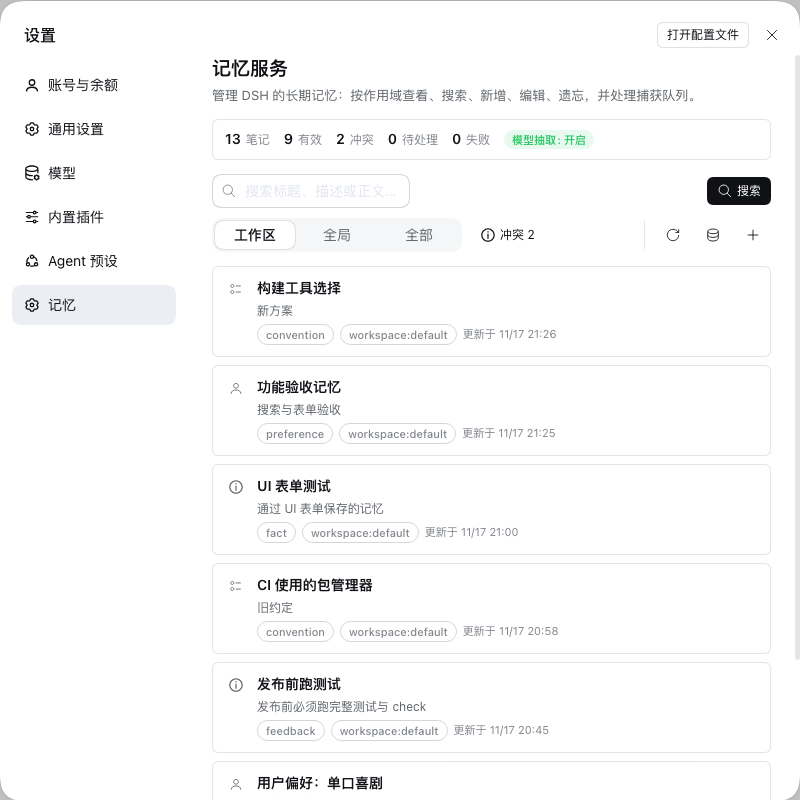 设置
打开配置文件
账号与余额
通用设置
模型
内置插件
Agent 预设
记忆
记忆服务
管理 DSH 的长期记忆：按作用域查看、搜索、新增、编辑、遗忘，并处理捕获队列。
13 笔记 9 有效 2 冲突 0 待处理 0 失败 模型抽取：开启
搜索标题、描述或正文...
搜索
工作区 全局 全部 冲突 2
构建工具选择
新方案
convention workspace:default 更新于 11/17 21:26
功能验收记忆
搜索与表单验收
preference workspace:default 更新于 11/17 21:25
UI 表单测试
通过 UI 表单保存的记忆
fact workspace:default 更新于 11/17 21:00
CI 使用的包管理器
旧约定
convention workspace:default 更新于 11/17 20:58
发布前跑测试
发布前必须跑完整测试与 check
feedback workspace:default 更新于 11/17 20:45
用户偏好：单口喜剧